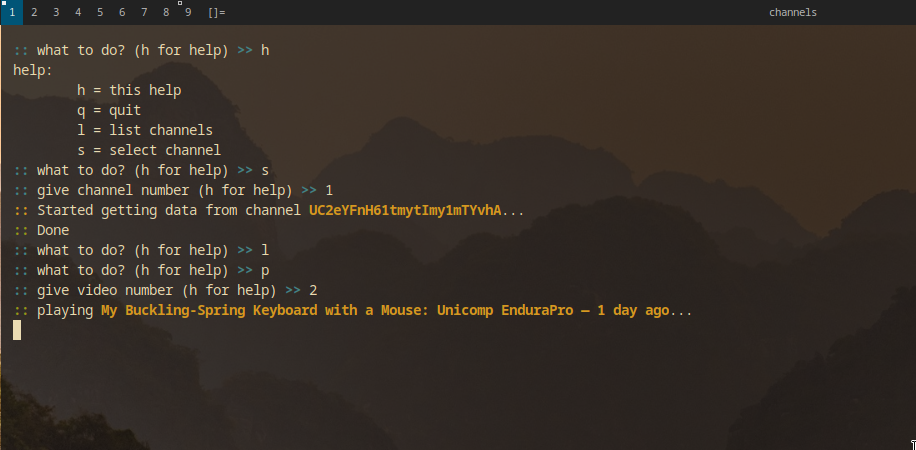 1 2 3 4 5 6 7 8 9 []= channels
:: what to do? (h for help) >> h
help:
h = this help
q = quit
l = list channels
s = select channel
:: what to do? (h for help) >> s
:: give channel number (h for help) >> 1
:: Started getting data from channel UC2eYFnH61tmytImy1mTYvhA...
:: Done
:: what to do? (h for help) >> l
:: what to do? (h for help) >> p
:: give video number (h for help) >> 2
:: playing My Buckling-Spring Keyboard with a Mouse: Unicomp EnduraPro – 1 day ago...